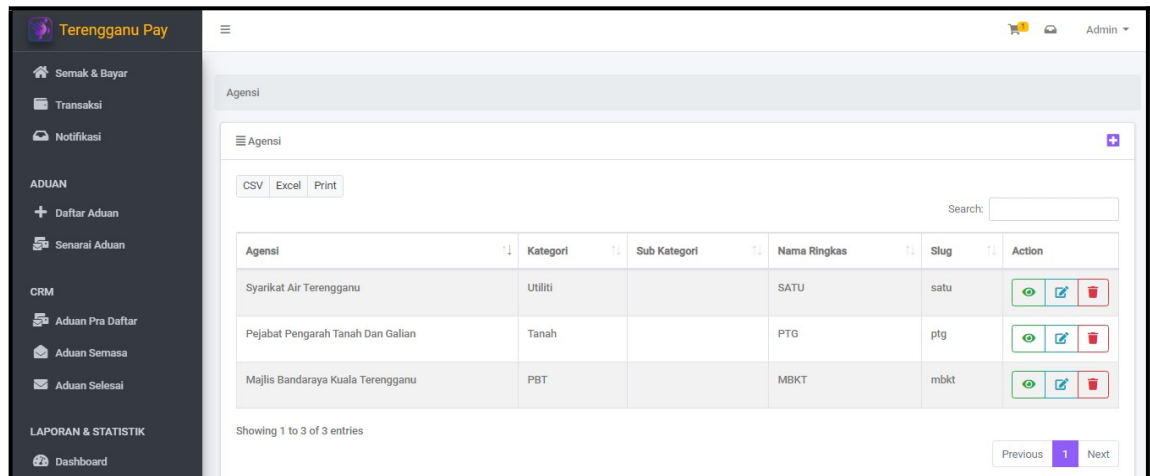 Terengganu Pay
1
Admin
Semak & Bayar
Transaksi
Notifikasi
ADUAN
Daftar Aduan
Senarai Aduan
CRM
Aduan Pra Daftar
Aduan Semasa
Aduan Selesai
LAPORAN & STATISTIK
Dashboard
Agensi
Agensi
CSV Excel Print
Search:
Agensi Kategori Sub Kategori Nama Ringkas Slug Action
Syarikat Air Terengganu Utiliti SATU satu
Pejabat Pengarah Tanah Dan Galian Tanah PTG ptg
Majlis Bandaraya Kuala Terengganu PBT MBKT mbkt
Showing 1 to 3 of 3 entries
Previous 1 Next